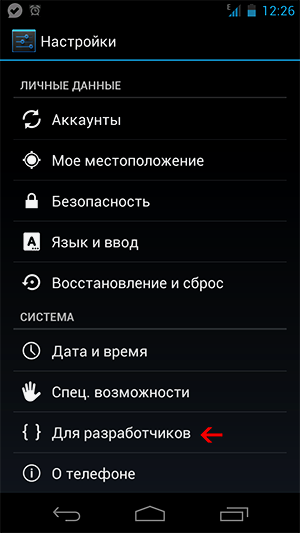 E 12:26
Настройки
ЛИЧНЫЕ ДАННЫЕ
Аккаунты
Мое местоположение
Безопасность
A Язык и ввод
Восстановление и сброс
СИСТЕМА
Дата и время
Спец. возможности
{ } Для разработчиков
О телефоне